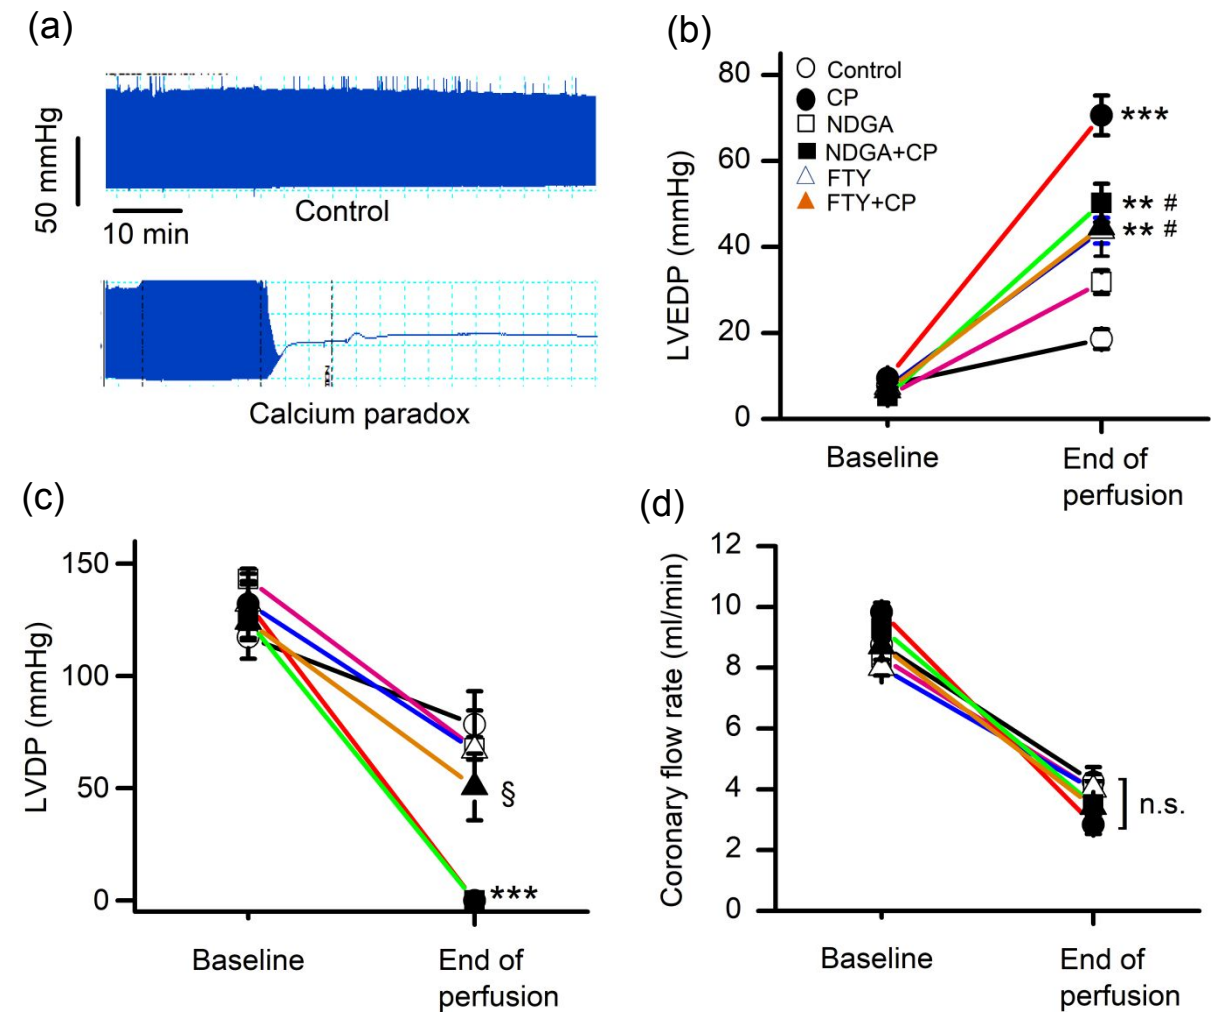 (a)
50 mmHg
Control
10 min
Calcium paradox
(b)
LVEDP (mmHg)
80
60
40
20
0
Control
CP
NDGA
NDGA+CP
FTY
FTY+CP
***
** #
** #
Baseline
End of
perfusion
(c)
LVDP (mmHg)
150
100
50
0
§
***
Baseline
End of
perfusion
(d)
Coronary flow rate (ml/min)
12
10
8
6
4
2
0
n.s.
Baseline
End of
perfusion